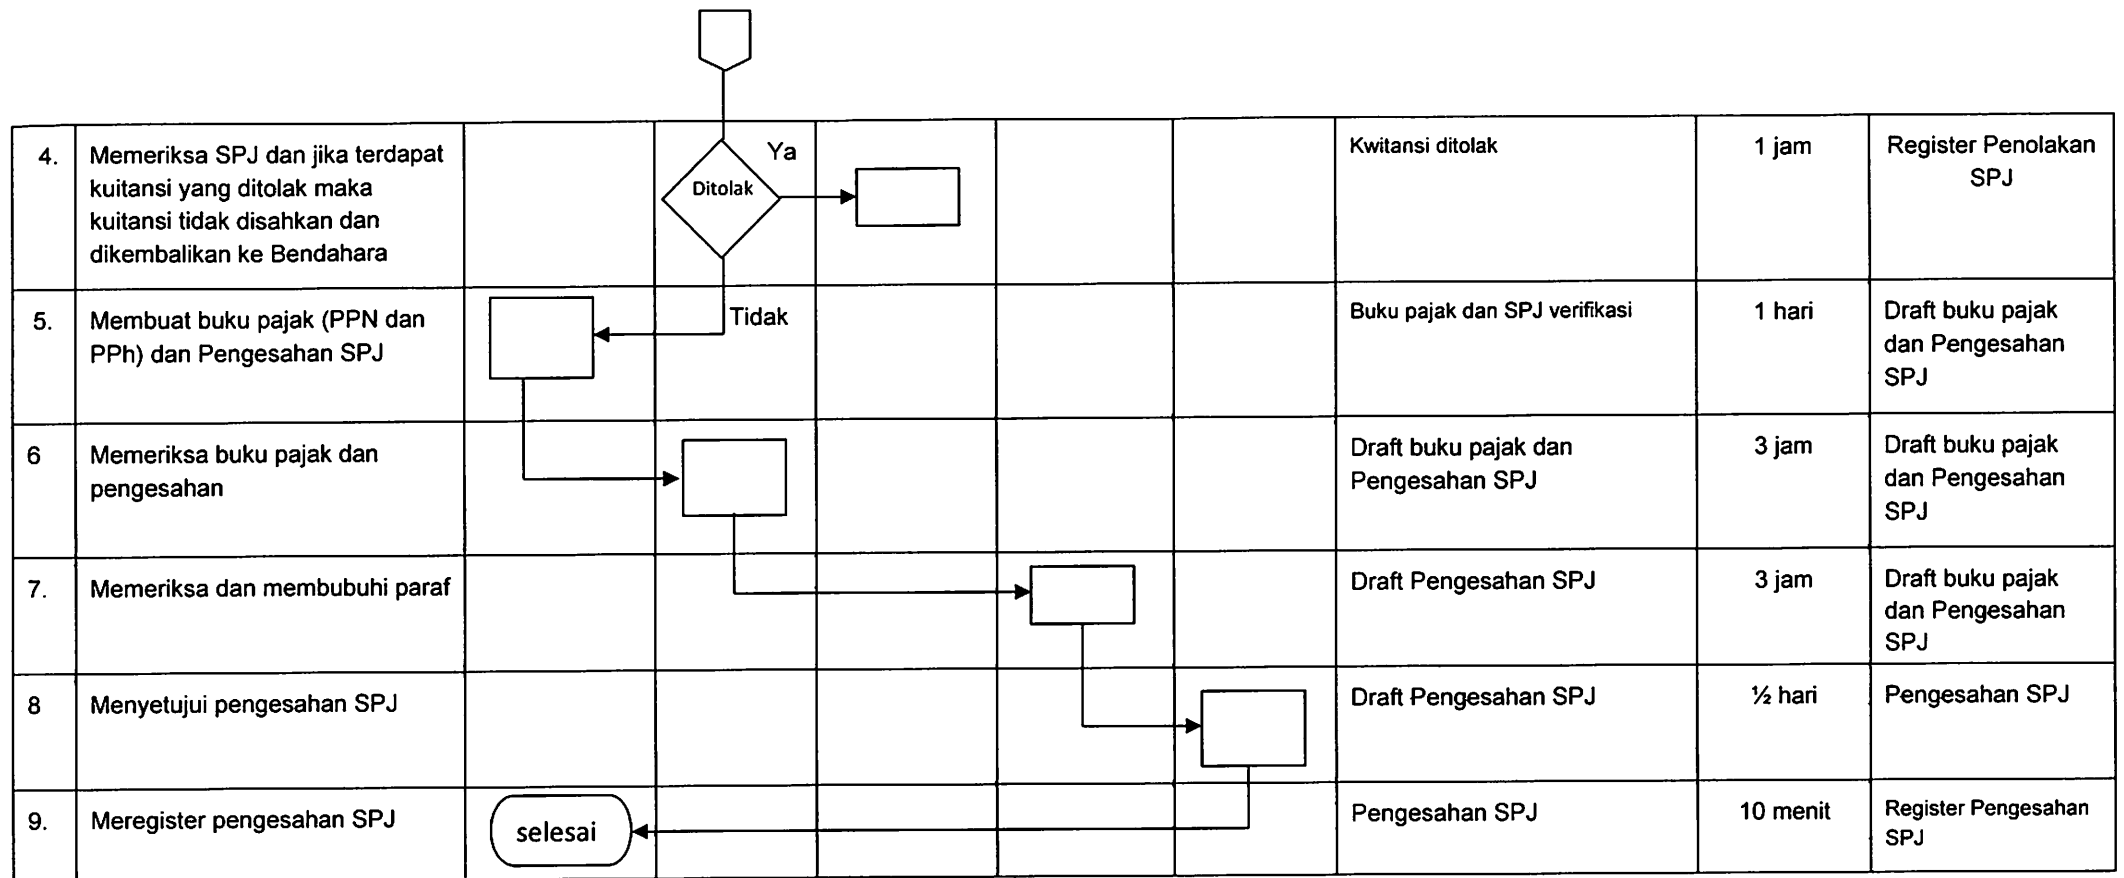 4.
Memeriksa SPJ dan jika terdapat
kuitansi yang ditolak maka
kuitansi tidak disahkan dan
dikembalikan ke Bendahara
Ditolak
Ya
Kwitansi ditolak
1 jam
Register Penolakan
SPJ
5.
Membuat buku pajak (PPN dan
PPh) dan Pengesahan SPJ
Tidak
Buku pajak dan SPJ verifikasi
1 hari
Draft buku pajak
dan Pengesahan
SPJ
6
Memeriksa buku pajak dan
pengesahan
Draft buku pajak dan
Pengesahan SPJ
3 jam
Draft buku pajak
dan Pengesahan
SPJ
7.
Memeriksa dan membubuhi paraf
Draft Pengesahan SPJ
3 jam
Draft buku pajak
dan Pengesahan
SPJ
8
Menyetujui pengesahan SPJ
Draft Pengesahan SPJ
½ hari
Pengesahan SPJ
9.
Meregister pengesahan SPJ
selesai
Pengesahan SPJ
10 menit
Register Pengesahan
SPJ